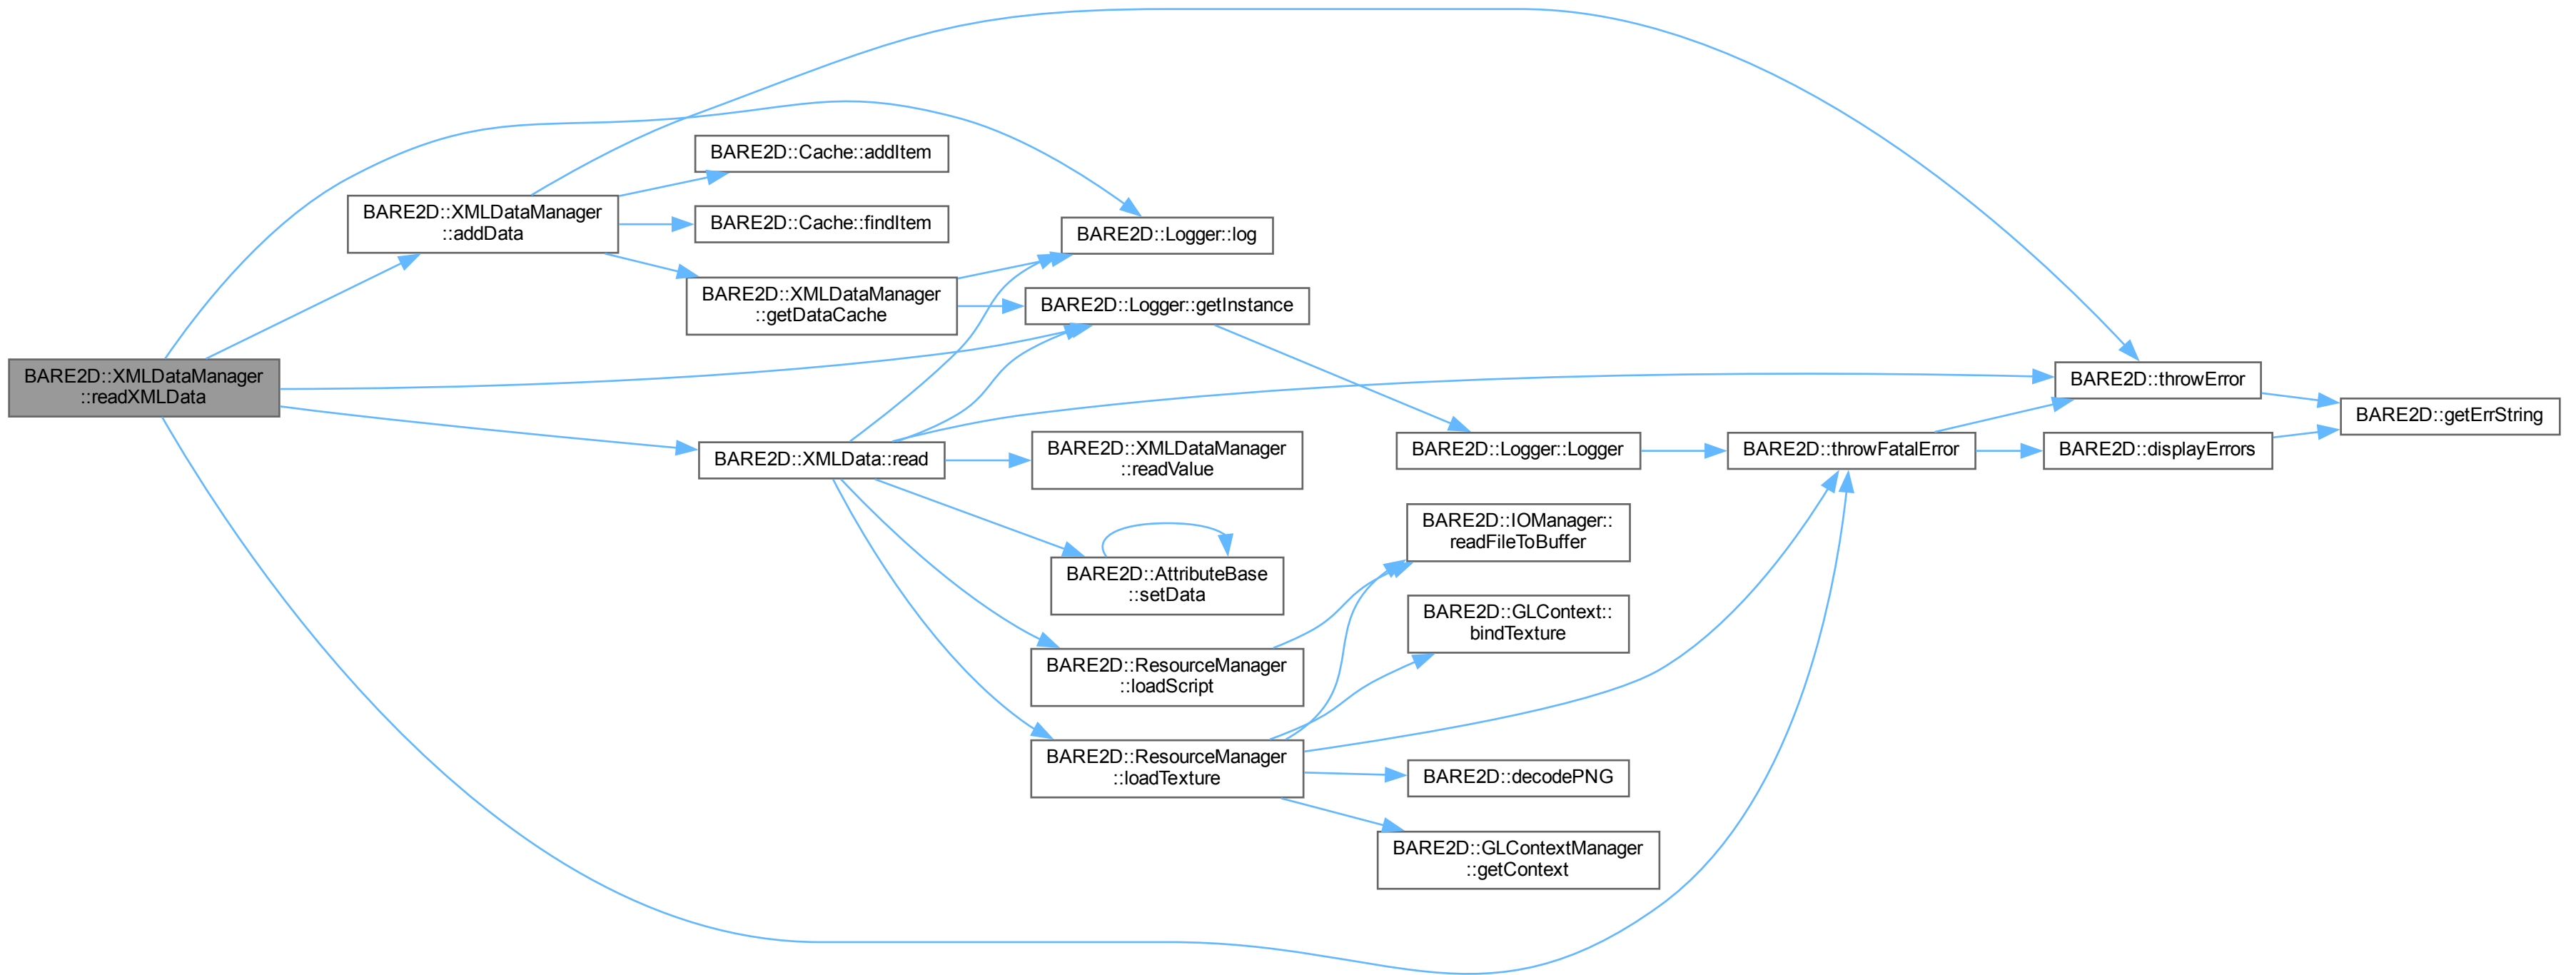 BARE2D::XMLDataManager
::readXMLData
BARE2D::XMLDataManager
::addData
BARE2D::Cache::addItem
BARE2D::Cache::findItem
BARE2D::XMLDataManager
::getDataCache
BARE2D::Logger::log
BARE2D::Logger::getInstance
BARE2D::XMLData::read
BARE2D::XMLDataManager
::readValue
BARE2D::AttributeBase
::setData
BARE2D::ResourceManager
::loadScript
BARE2D::ResourceManager
::loadTexture
BARE2D::Logger::Logger
BARE2D::IOManager::
readFileToBuffer
BARE2D::GLContext::
bindTexture
BARE2D::decodePNG
BARE2D::GLContextManager
::getContext
BARE2D::throwFatalError
BARE2D::throwError
BARE2D::displayErrors
BARE2D::getErrString